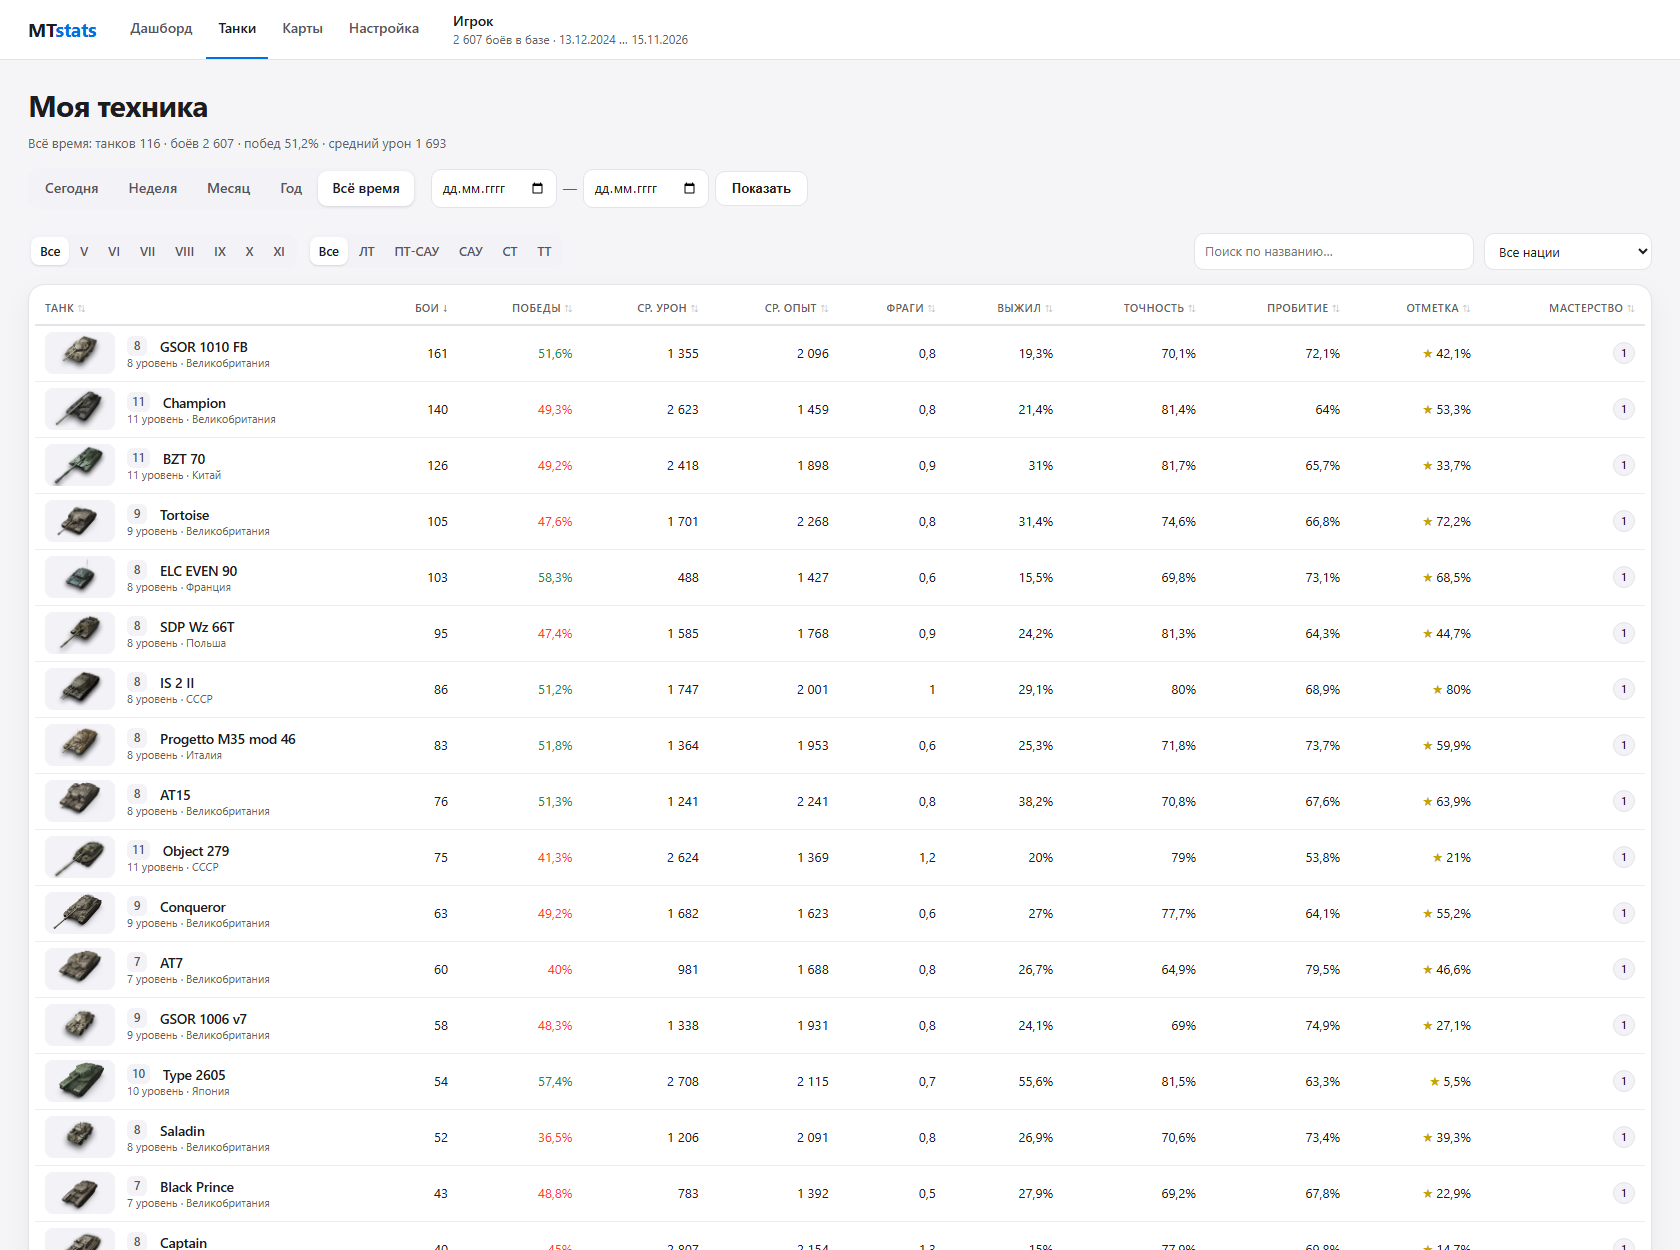 MTstats Дашборд Танки Карты Настройка Игрок
2 607 боёв в базе · 13.12.2024 ... 15.11.2026
Моя техника
Всё время: танков 116 · боёв 2 607 · побед 51,2% · средний урон 1 693
Сегодня Неделя Месяц Год Всё время дд.мм.гггг — дд.мм.гггг Показать
Все V VI VII VIII IX X XI Все ЛТ ПТ-САУ САУ СТ ТТ Поиск по названию... Все нации
ТАНК БОИ ↓ ПОБЕДЫ СР. УРОН СР. ОПЫТ ФРАГИ ВЫЖИЛ ТОЧНОСТЬ ПРОБИТИЕ ОТМЕТКА МАСТЕРСТВО
8 GSOR 1010 FB 161 51,6% 1 355 2 096 0,8 19,3% 70,1% 72,1% ★ 42,1% 1
8 уровень · Великобритания
11 Champion 140 49,3% 2 623 1 459 0,8 21,4% 81,4% 64% ★ 53,3% 1
11 уровень · Великобритания
11 BZT 70 126 49,2% 2 418 1 898 0,9 31% 81,7% 65,7% ★ 33,7% 1
11 уровень · Китай
9 Tortoise 105 47,6% 1 701 2 268 0,8 31,4% 74,6% 66,8% ★ 72,2% 1
9 уровень · Великобритания
8 ELC EVEN 90 103 58,3% 488 1 427 0,6 15,5% 69,8% 73,1% ★ 68,5% 1
8 уровень · Франция
8 SDP Wz 66T 95 47,4% 1 585 1 768 0,9 24,2% 81,3% 64,3% ★ 44,7% 1
8 уровень · Польша
8 IS 2 II 86 51,2% 1 747 2 001 1 29,1% 80% 68,9% ★ 80% 1
8 уровень · СССР
8 Progetto M35 mod 46 83 51,8% 1 364 1 953 0,6 25,3% 71,8% 73,7% ★ 59,9% 1
8 уровень · Италия
8 AT15 76 51,3% 1 241 2 241 0,8 38,2% 70,8% 67,6% ★ 63,9% 1
8 уровень · Великобритания
11 Object 279 75 41,3% 2 624 1 369 1,2 20% 79% 53,8% ★ 21% 1
11 уровень · СССР
9 Conqueror 63 49,2% 1 682 1 623 0,6 27% 77,7% 64,1% ★ 55,2% 1
9 уровень · Великобритания
7 AT7 60 40% 981 1 688 0,8 26,7% 64,9% 79,5% ★ 46,6% 1
7 уровень · Великобритания
9 GSOR 1006 v7 58 48,3% 1 338 1 931 0,8 24,1% 69% 74,9% ★ 27,1% 1
9 уровень · Великобритания
10 Type 2605 54 57,4% 2 708 2 115 0,7 55,6% 81,5% 63,3% ★ 5,5% 1
10 уровень · Япония
8 Saladin 52 36,5% 1 206 2 091 0,8 26,9% 70,6% 73,4% ★ 39,3% 1
8 уровень · Великобритания
7 Black Prince 43 48,8% 783 1 392 0,5 27,9% 69,2% 67,8% ★ 22,9% 1
7 уровень · Великобритания
8 Captain 40 45% 2 807 2 154 1,3 15% 77,9% 69,8% ★ 14,7% 1